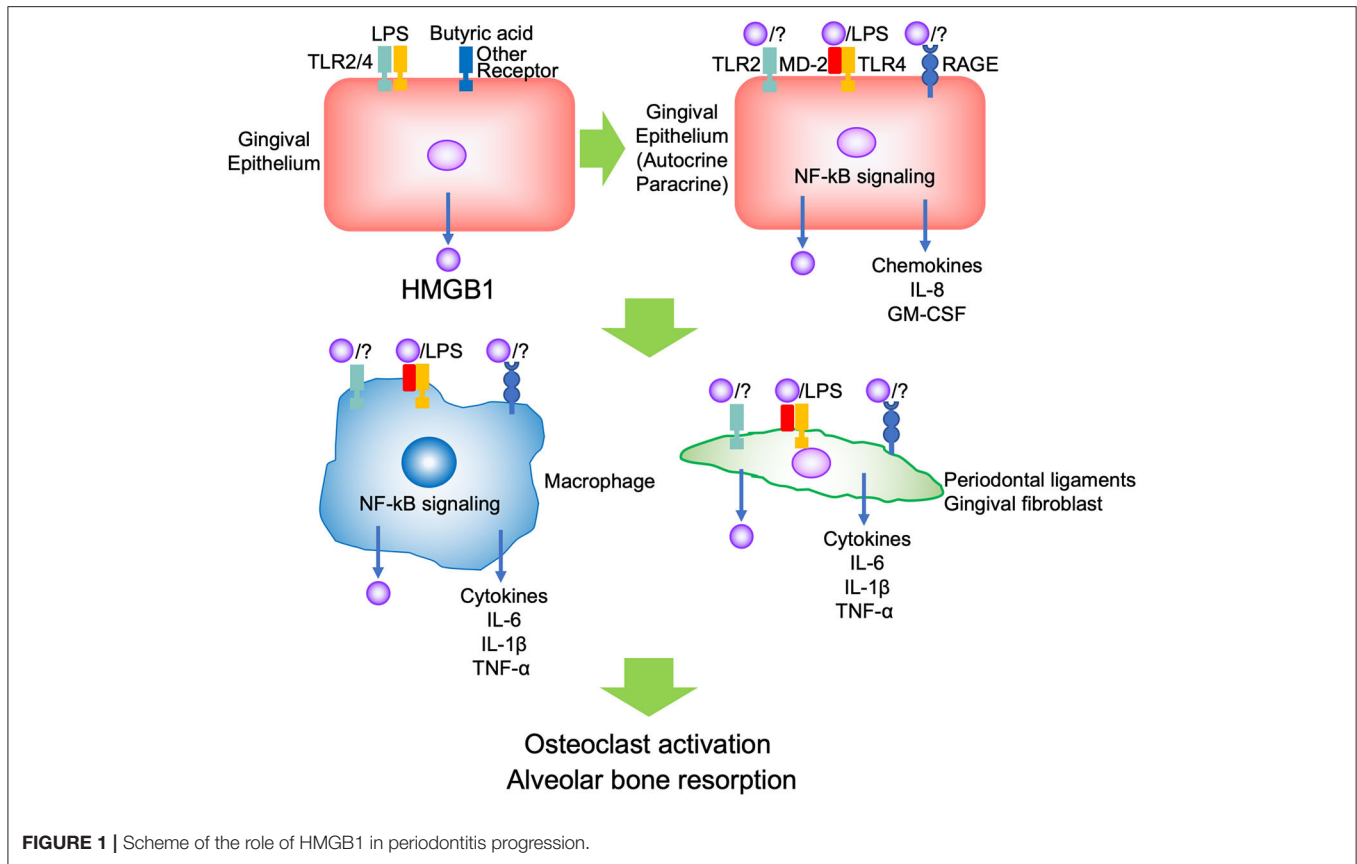 LPS
Butyric acid
TLR2/4
Other
Receptor
Gingival
Epithelium
HMGB1
/?
/LPS
/?
TLR2
MD-2
TLR4
RAGE
Gingival
Epithelium
(Autocrine
Paracrine)
NF-kB signaling
Chemokines
IL-8
GM-CSF
/?
/LPS
/?
NF-kB signaling
Macrophage
Cytokines
IL-6
IL-1β
TNF-α
/?
/LPS
/?
Periodontal ligaments
Gingival fibroblast
Cytokines
IL-6
IL-1β
TNF-α
Osteoclast activation
Alveolar bone resorption
FIGURE 1 | Scheme of the role of HMGB1 in periodontitis progression.